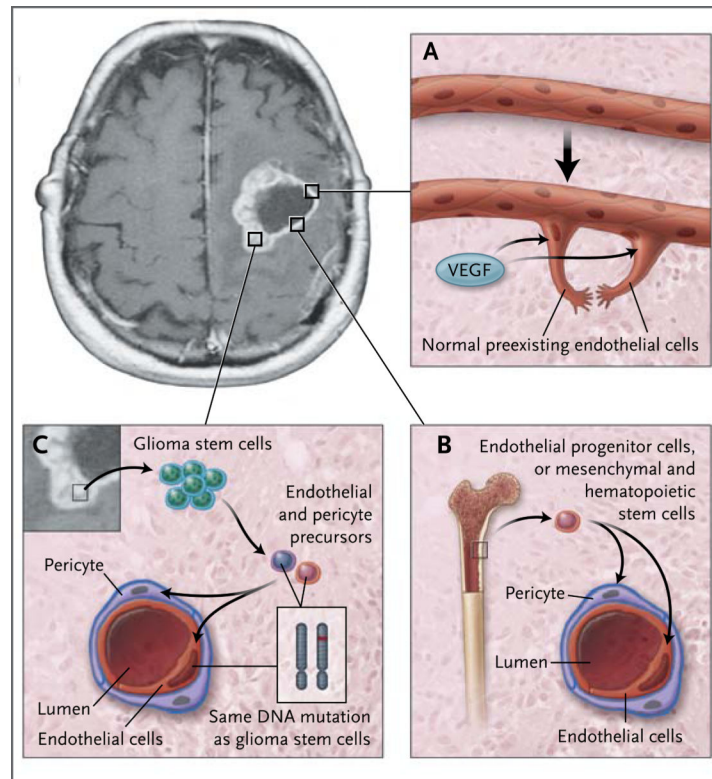 A
VEGF
Normal preexisting endothelial cells
C
Glioma stem cells
Endothelial
and pericyte
precursors
Pericyte
Lumen
Endothelial cells
Same DNA mutation
as glioma stem cells
B
Endothelial progenitor cells,
or mesenchymal and
hematopoietic
stem cells
Pericyte
Lumen
Endothelial cells